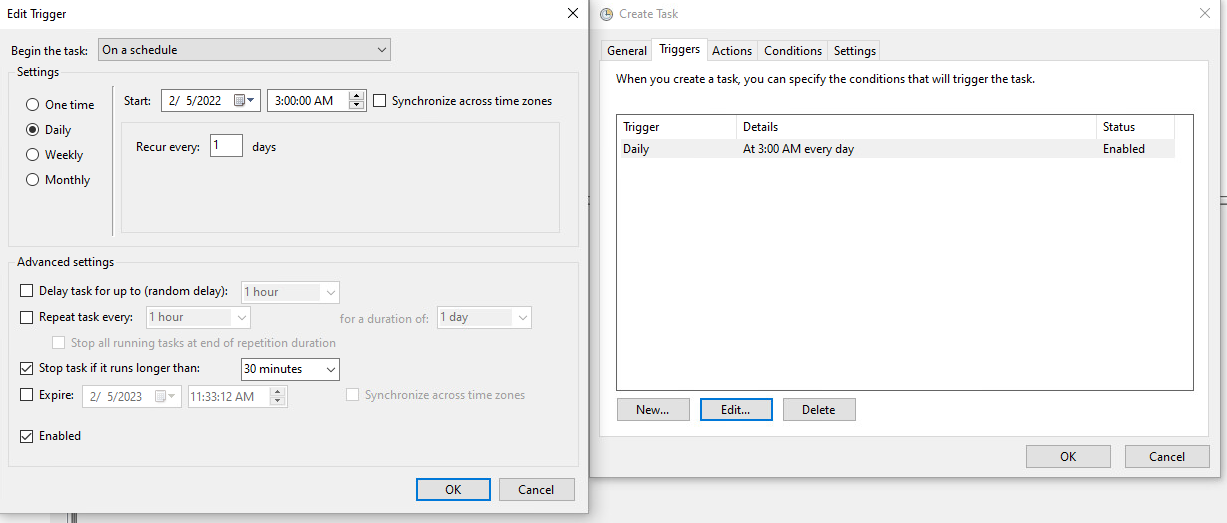 Edit Trigger
Begin the task: On a schedule
Settings
One time
Daily
Weekly
Monthly
Start: 2/ 5/2022 3:00:00 AM Synchronize across time zones
Recur every: 1 days
Advanced settings
Delay task for up to (random delay): 1 hour
Repeat task every: 1 hour for a duration of: 1 day
Stop all running tasks at end of repetition duration
Stop task if it runs longer than: 30 minutes
Expire: 2/ 5/2023 11:33:12 AM Synchronize across time zones
Enabled
OK Cancel
Create Task
General Triggers Actions Conditions Settings
When you create a task, you can specify the conditions that will trigger the task.
Trigger Details Status
Daily At 3:00 AM every day Enabled
New... Edit... Delete
OK Cancel